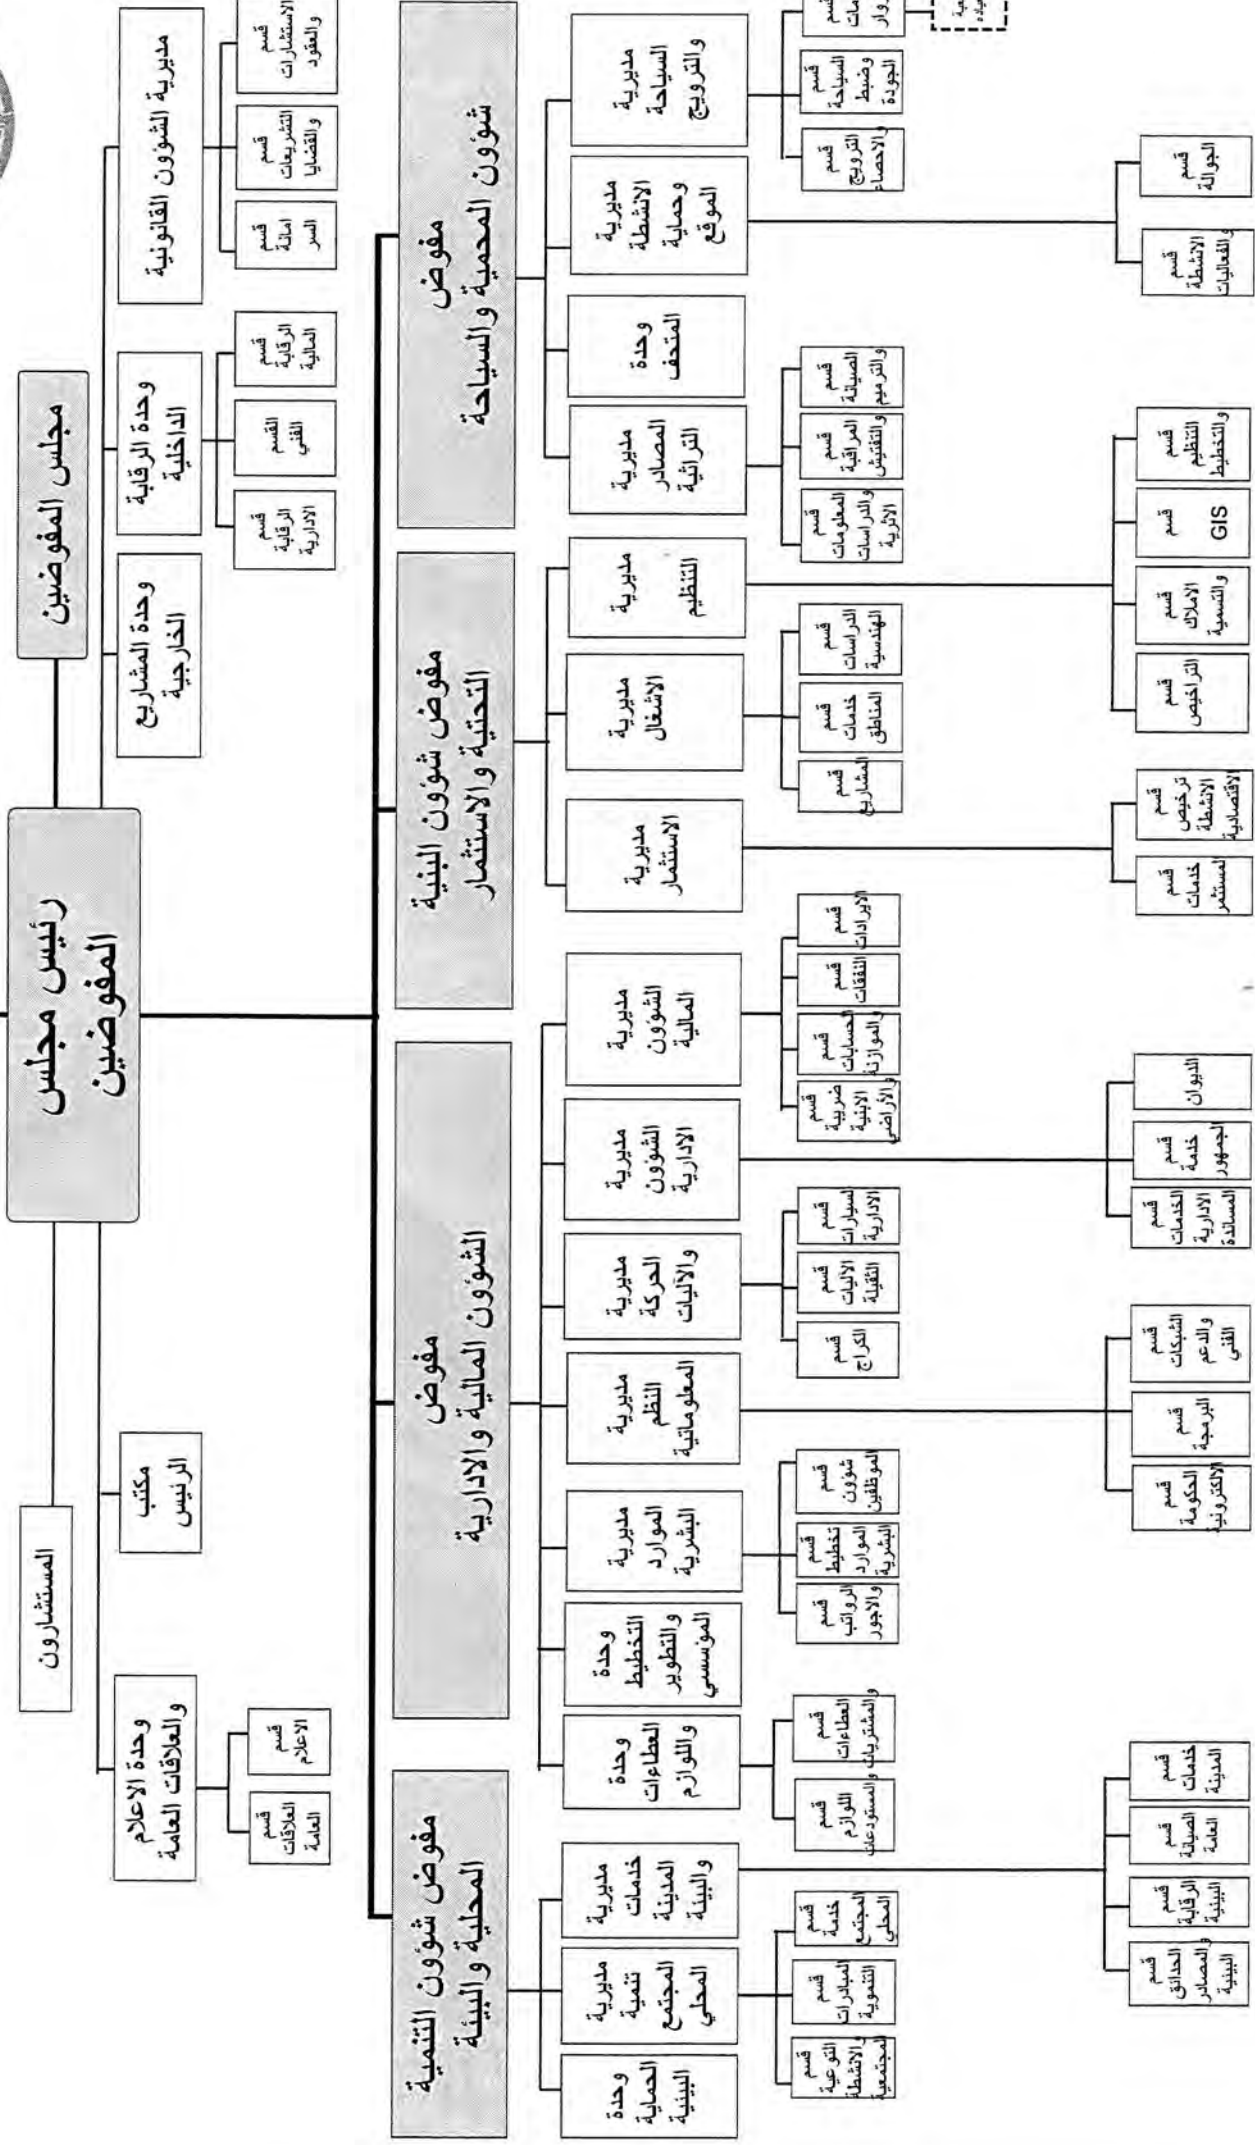 رئيس مجلس
المفوضين
مجلس المفوضين
المستشارون
مديرية الشؤون القانونية
قسم
الاستشارات
والعقود
قسم
التشريعات
والقضايا
قسم
امانة
السر
وحدة الرقابة
الداخلية
قسم
الرقابة
المالية
القسم
الفني
قسم
الرقابة
الادارية
وحدة المشاريع
الخارجية
مكتب
الرئيس
وحدة الاعلام
والعلاقات العامة
قسم
الاعلام
قسم
العلاقات
العامة
مفوض
شؤون المحمية والسياحة
مديرية
السياحة
والترويج
قسم
السياحة
وضبط
الجودة
قسم
الترويج
والاحصاء
مديرية
الانشطة
وحماية
الموقع
قسم
الجوالة
قسم
الانشطة
والفعاليات
وحدة
المتحف
مديرية
المصادر
التراثية
قسم
الصيانة
والترميم
قسم
المراقبة
والتفتيش
قسم
المعلومات
والدراسات
الاثرية
مفوض شؤون البنية
التحتية والاستثمار
مديرية
التنظيم
قسم
التنظيم
والتخطيط
قسم
GIS
قسم
الاملاك
والتسمية
قسم
التراخيص
مديرية
الاشغال
قسم
الدراسات
الهندسية
قسم
خدمات
المناطق
قسم
المشاريع
مديرية
الاستثمار
قسم
ترخيص
الانشطة
الاقتصادية
قسم
خدمات
المستثمر
مفوض
الشؤون المالية والادارية
مديرية
الشؤون
المالية
قسم
الايرادات
قسم
النفقات
قسم
الحسابات
والموازنة
قسم
ضريبة
الابنية
والأراضي
مديرية
الشؤون
الادارية
الديوان
قسم
خدمة
الجمهور
قسم
الخدمات
الادارية
المساندة
مديرية
الحركة
والآليات
قسم
السيارات
الادارية
قسم
الآليات
الثقيلة
قسم
الكراج
مديرية
النظم
المعلوماتية
قسم
الشبكات
والدعم
الفني
قسم
البرمجة
قسم
الحكومة
الالكترونية
مديرية
الموارد
البشرية
قسم
شؤون
الموظفين
قسم
تخطيط
الموارد
البشرية
قسم
الرواتب
والاجور
وحدة
التخطيط
والتطوير
المؤسسي
وحدة
العطاءات
واللوازم
قسم
العطاءات
والمشتريات
قسم
اللوازم
والمستودعات
مفوض شؤون التنمية
المحلية والبيئة
مديرية
خدمات
المدينة
والبيئة
قسم
خدمات
المدينة
قسم
الصيانة
العامة
قسم
الرقابة
البيئية
قسم
الحدائق
والمصادر
البيئية
مديرية
تنمية
المجتمع
المحلي
قسم
خدمة
المجتمع
المحلي
قسم
المبادرات
التنموية
قسم
التوعية
والانشطة
المجتمعية
وحدة
الحماية
البيئية